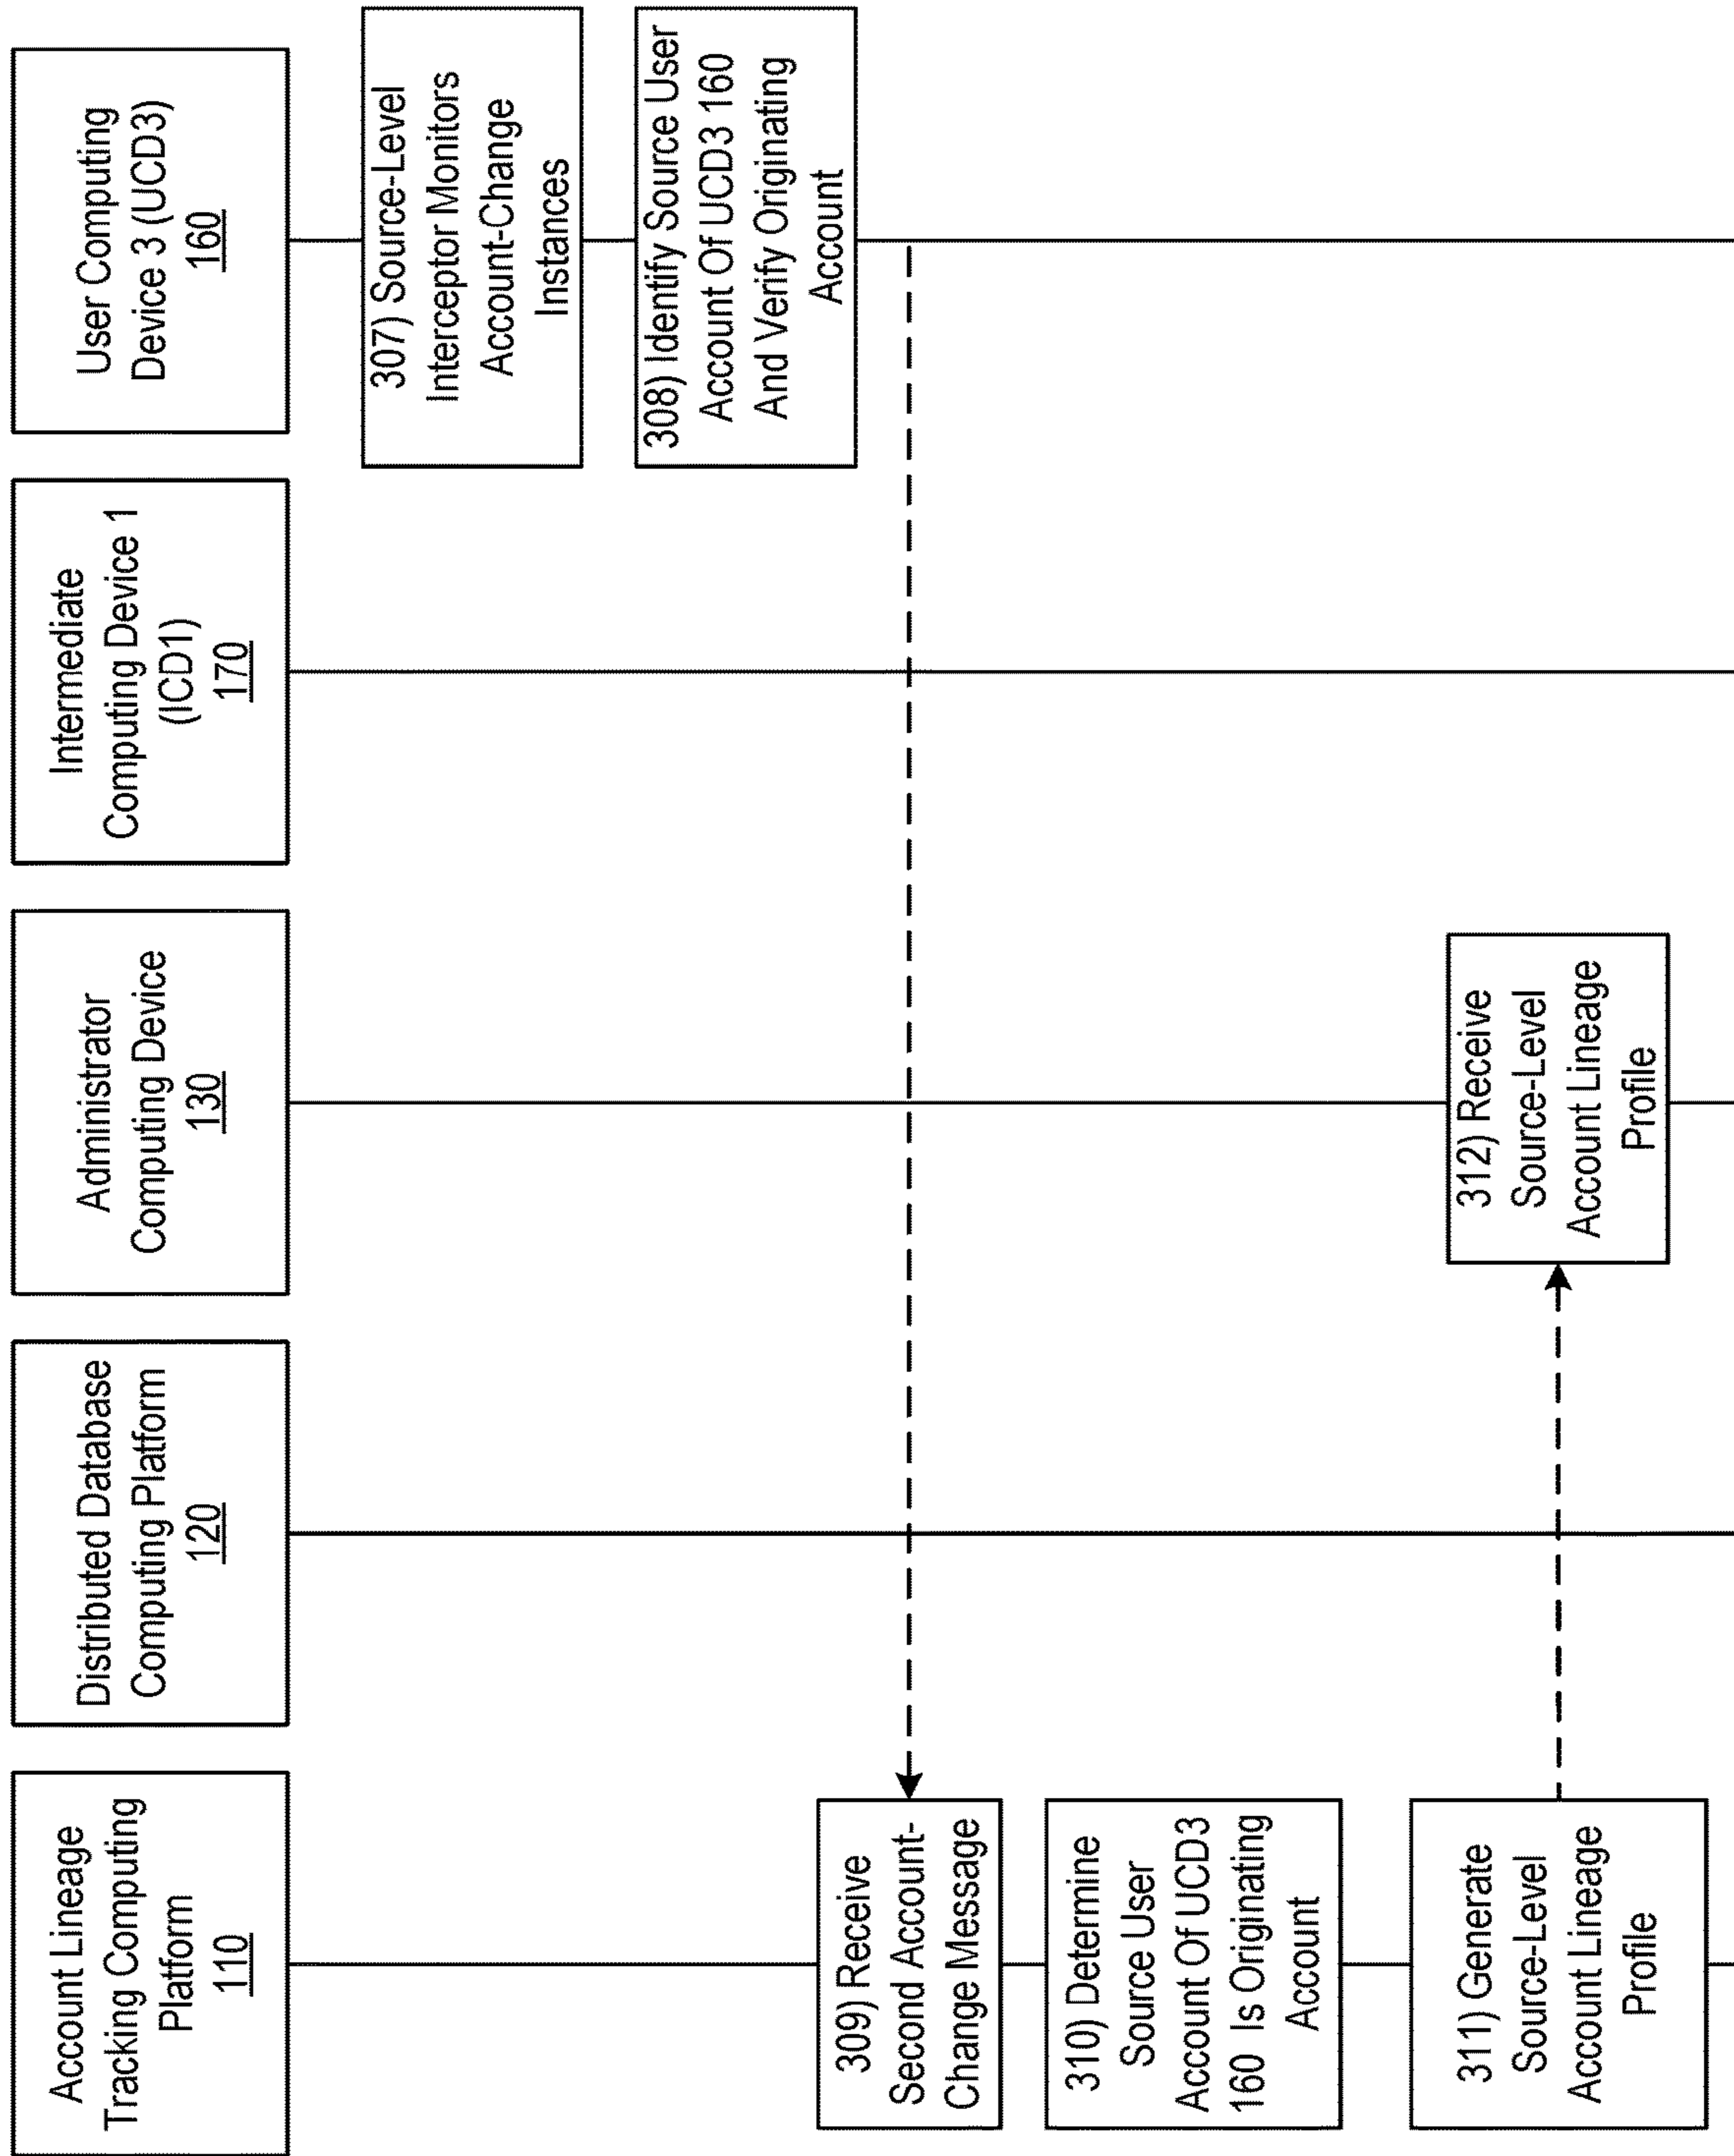 Account Lineage
Tracking Computing
Platform
110
Distributed Database
Computing Platform
120
Administrator
Computing Device
130
Intermediate
Computing Device 1
(ICD1)
170
User Computing
Device 3 (UCD3)
160
307) Source-Level
Interceptor Monitors
Account-Change
Instances
308) Identify Source User
Account Of UCD3 160
And Verify Originating
Account
309) Receive
Second Account-
Change Message
310) Determine
Source User
Account Of UCD3
160 Is Originating
Account
311) Generate
Source-Level
Account Lineage
Profile
312) Receive
Source-Level
Account Lineage
Profile